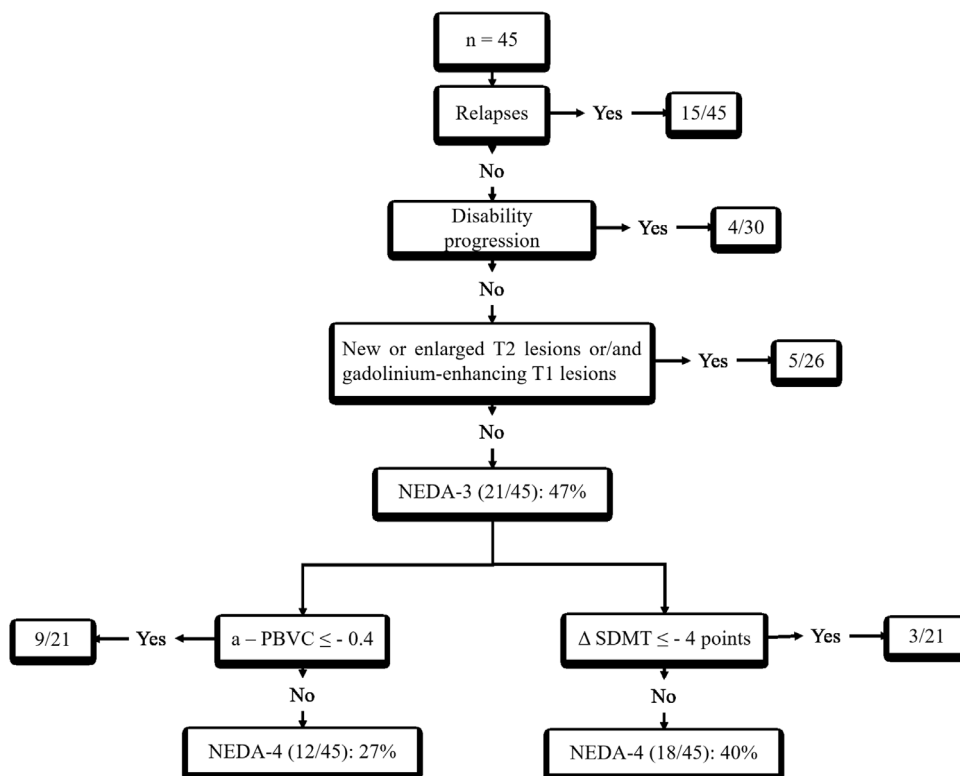 n = 45
Relapses
Yes
15/45
No
Disability
progression
Yes
4/30
No
New or enlarged T2 lesions or/and
gadolinium-enhancing T1 lesions
Yes
5/26
No
NEDA-3 (21/45): 47%
9/21
Yes
a – PBVC ≤ - 0.4
Δ SDMT ≤ - 4 points
Yes
3/21
No
No
NEDA-4 (12/45): 27%
NEDA-4 (18/45): 40%